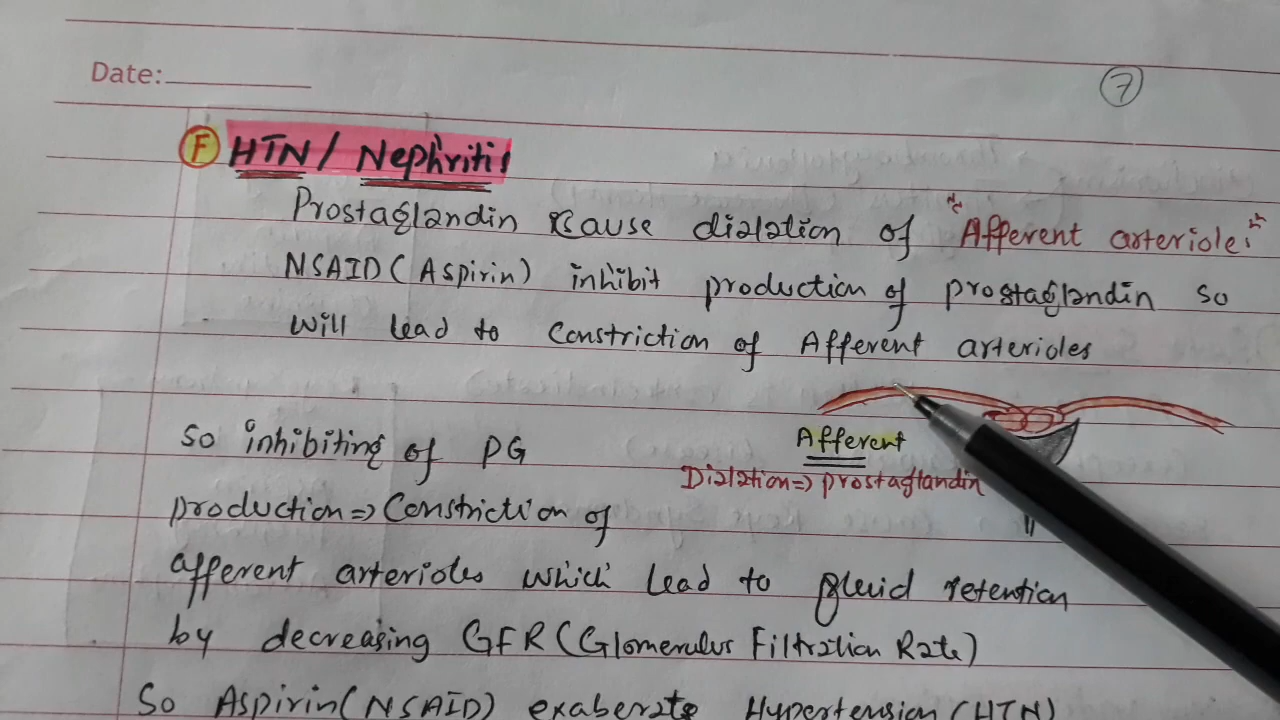 Date:
7
F HTN / Nephritis
Prostaglandin cause dialation of "Afferent arterioles"
NSAID (Aspirin) inhibit production of prostaglandin so
will lead to constriction of Afferent arterioles
so inhibiting of PG
Afferent
Dialation => prostaglandin
production => Constriction of
afferent arterioles which lead to fluid retention
by decreasing GFR (Glomerulus Filtration Rate)
So Aspirin (NSAID) exaberate Hypertension (HTN)